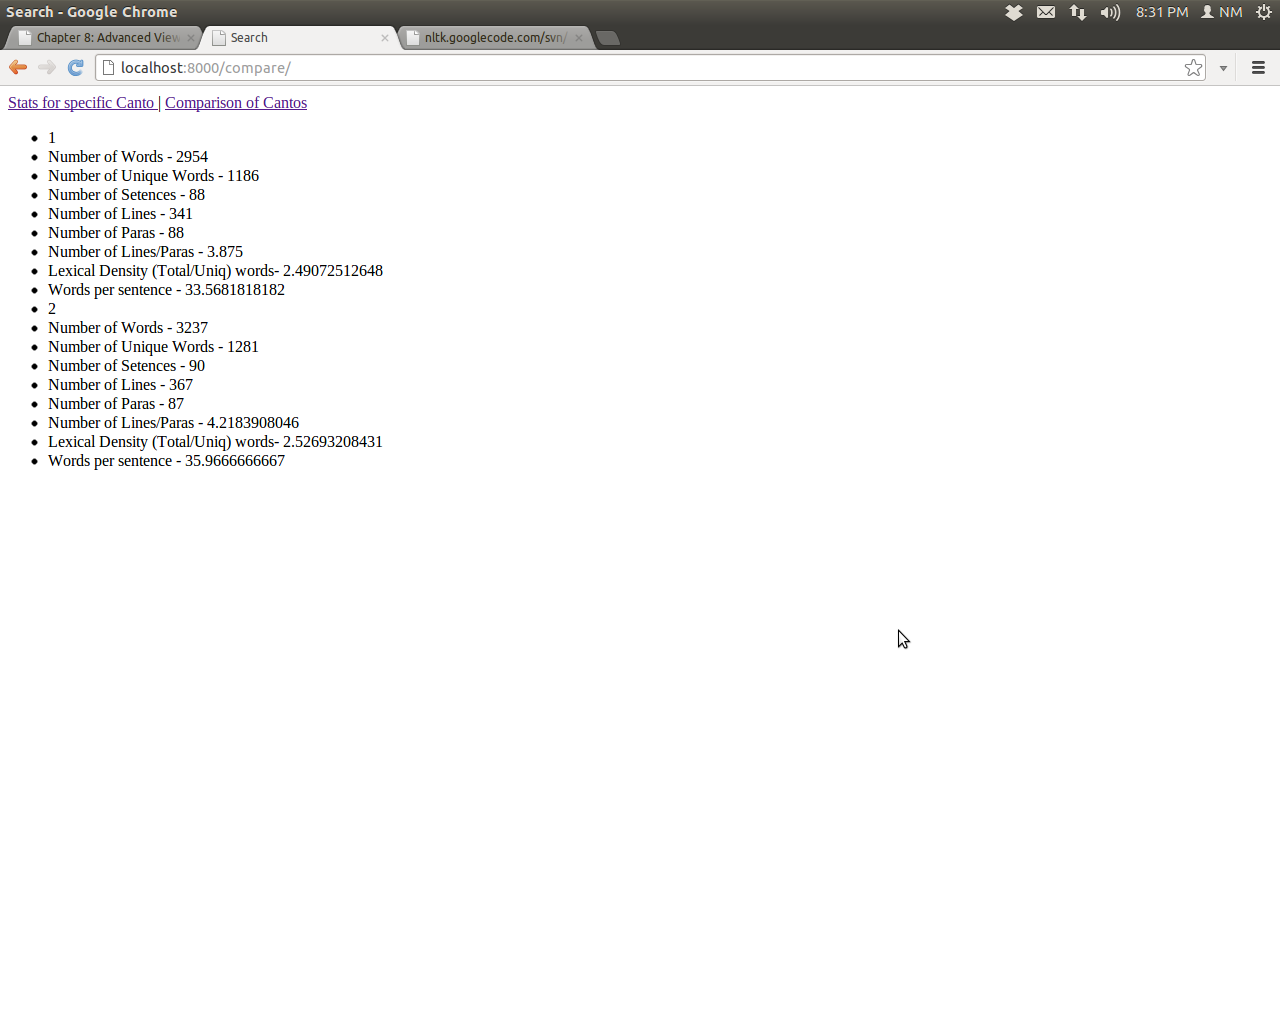 Search - Google Chrome
8:31 PM NM
Chapter 8: Advanced View
Search
nltk.googlecode.com/svn/
localhost:8000/compare/
Stats for specific Canto | Comparison of Cantos
1
Number of Words - 2954
Number of Unique Words - 1186
Number of Setences - 88
Number of Lines - 341
Number of Paras - 88
Number of Lines/Paras - 3.875
Lexical Density (Total/Uniq) words- 2.49072512648
Words per sentence - 33.5681818182
2
Number of Words - 3237
Number of Unique Words - 1281
Number of Setences - 90
Number of Lines - 367
Number of Paras - 87
Number of Lines/Paras - 4.2183908046
Lexical Density (Total/Uniq) words- 2.52693208431
Words per sentence - 35.9666666667